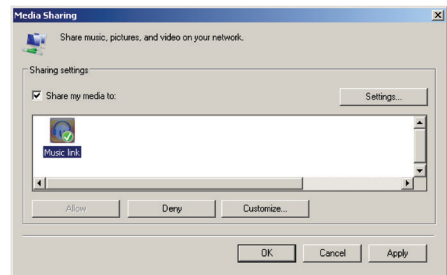 Media Sharing
Share music, pictures, and video on your network.
Sharing settings
Share my media to:
Settings...
Music link
Allow
Deny
Customize...
OK
Cancel
Apply